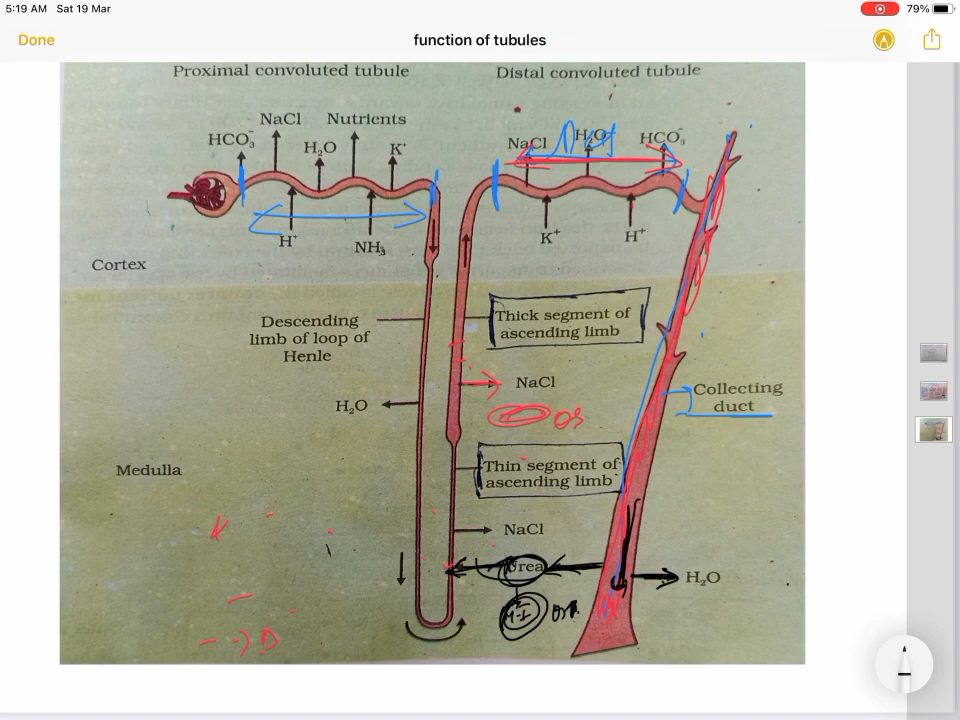 5:19 AM Sat 19 Mar
79%
Done
function of tubules
Proximal convoluted tubule
Distal convoluted tubule
NaCl
Nutrients
HCO₃⁻
H₂O
K⁺
NaCl
H₂O
HCO₃⁻
H⁺
NH₃
K⁺
H⁺
Cortex
Descending
limb of loop of
Henle
Thick segment of
ascending limb
NaCl
H₂O
Collecting
duct
Medulla
Thin segment of
ascending limb
NaCl
Urea
H₂O